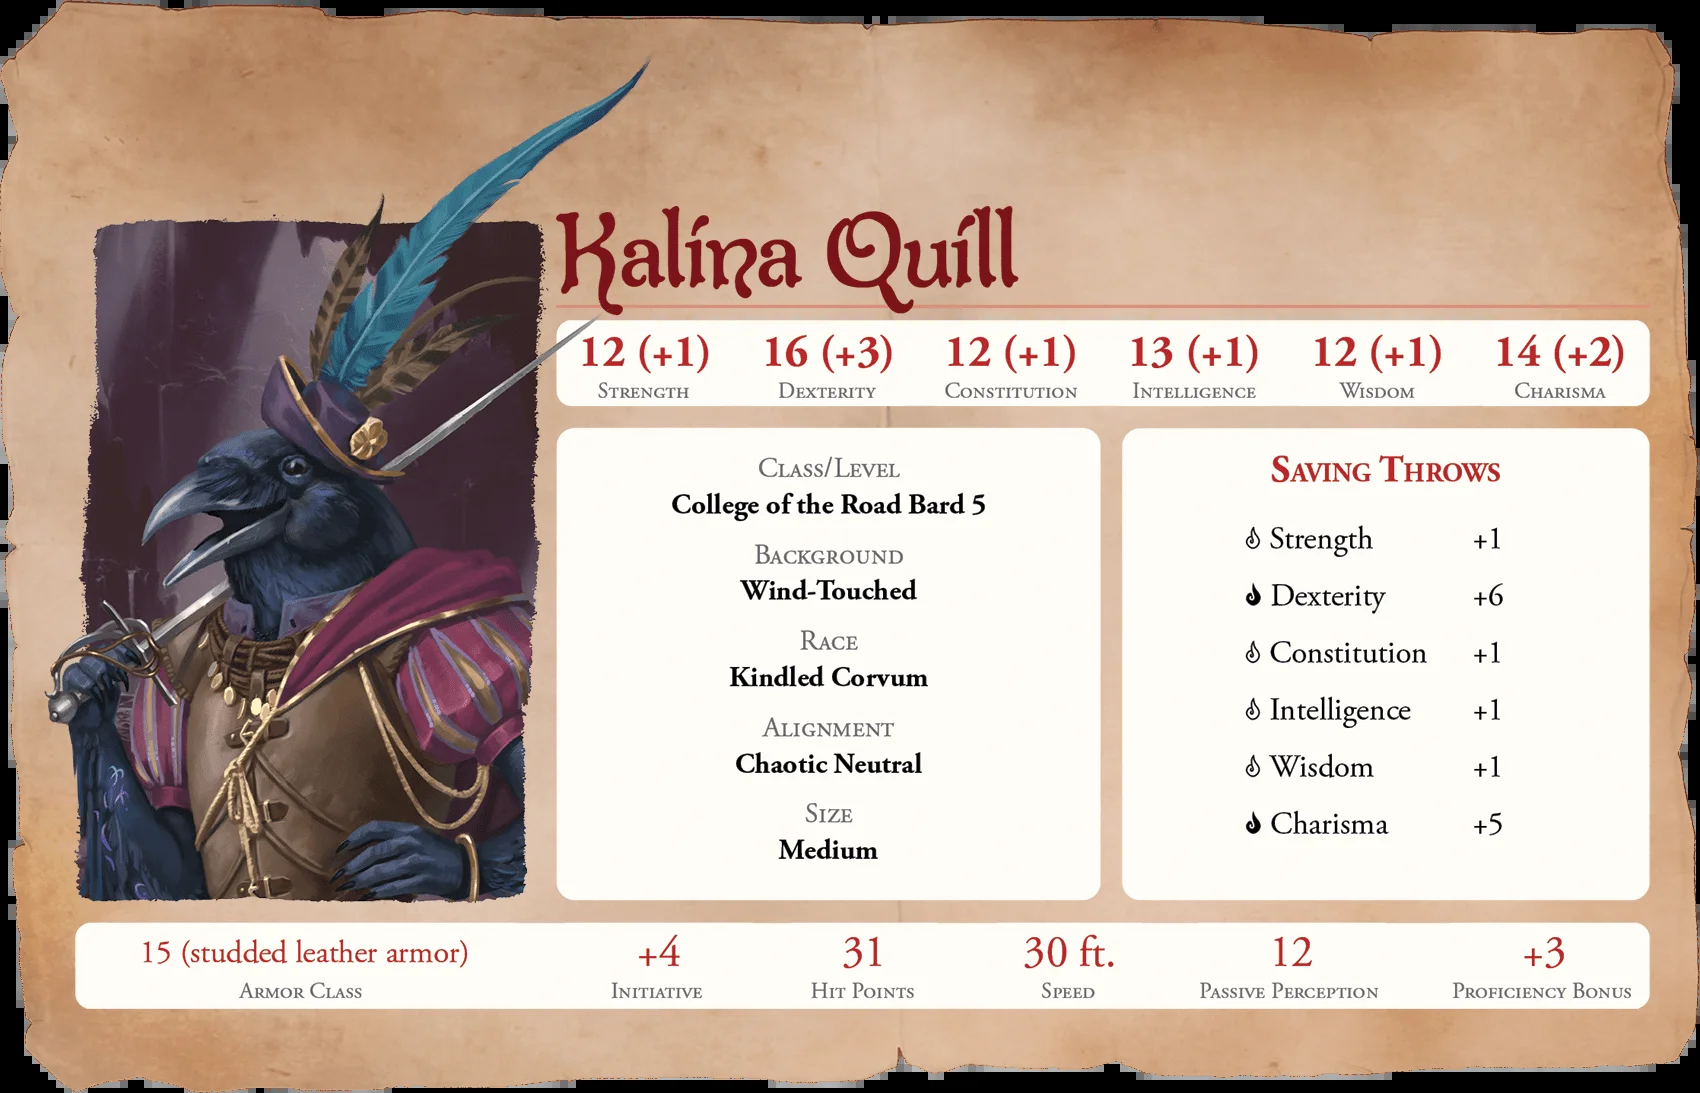 Kalina Quill
12 (+1) 16 (+3) 12 (+1) 13 (+1) 12 (+1) 14 (+2)
Strength Dexterity Constitution Intelligence Wisdom Charisma
Class/Level
College of the Road Bard 5
Background
Wind-Touched
Race
Kindled Corvum
Alignment
Chaotic Neutral
Size
Medium
Saving Throws
Strength +1
Dexterity +6
Constitution +1
Intelligence +1
Wisdom +1
Charisma +5
15 (studded leather armor) +4 31 30 ft. 12 +3
Armor Class Initiative Hit Points Speed Passive Perception Proficiency Bonus